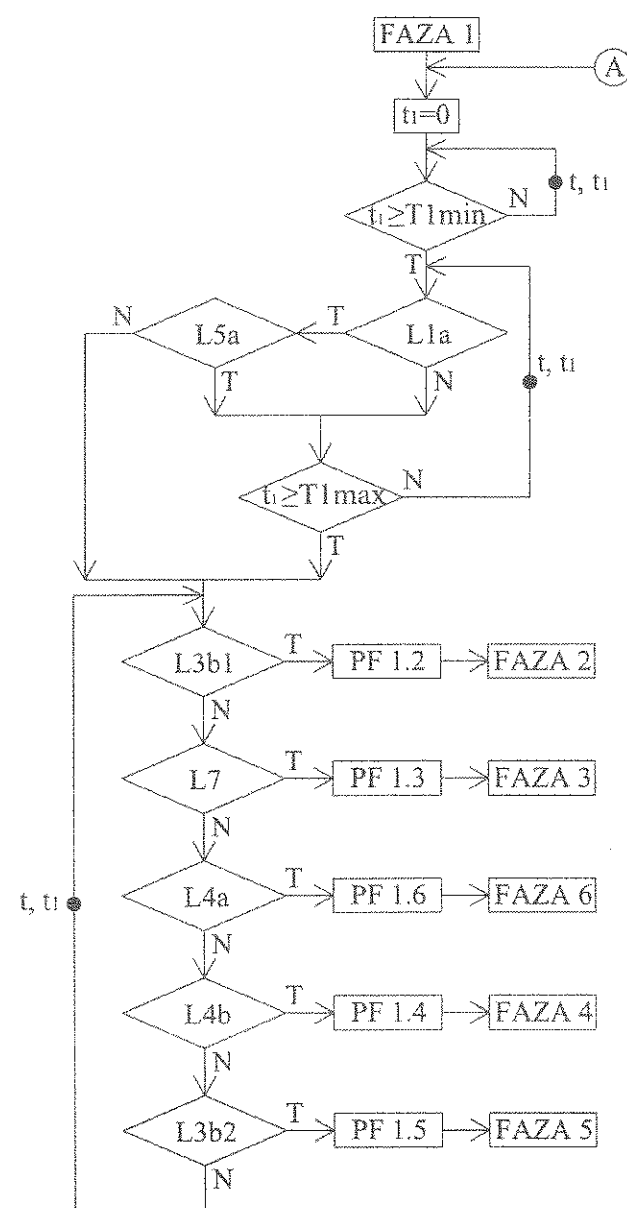 FAZA 1
A
t1=0
t1≥T1min
N
t, t1
T
N
L5a
T
L1a
t, t1
T
N
t1≥T1max
N
T
L3b1
T
PF 1.2
FAZA 2
N
L7
T
PF 1.3
FAZA 3
N
t, t1
L4a
T
PF 1.6
FAZA 6
N
L4b
T
PF 1.4
FAZA 4
N
L3b2
T
PF 1.5
FAZA 5
N